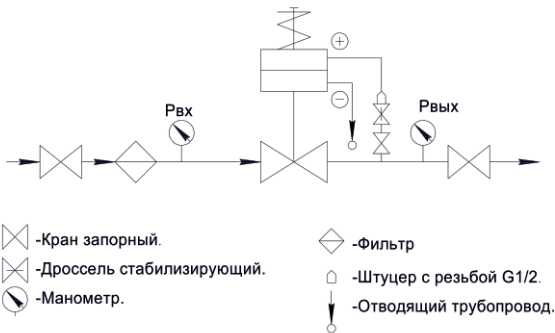 +
Рвх
Рвых
−
-Кран запорный.
-Дроссель стабилизирующий.
-Манометр.
-Фильтр
-Штуцер с резьбой G1/2.
-Отводящий трубопровод.